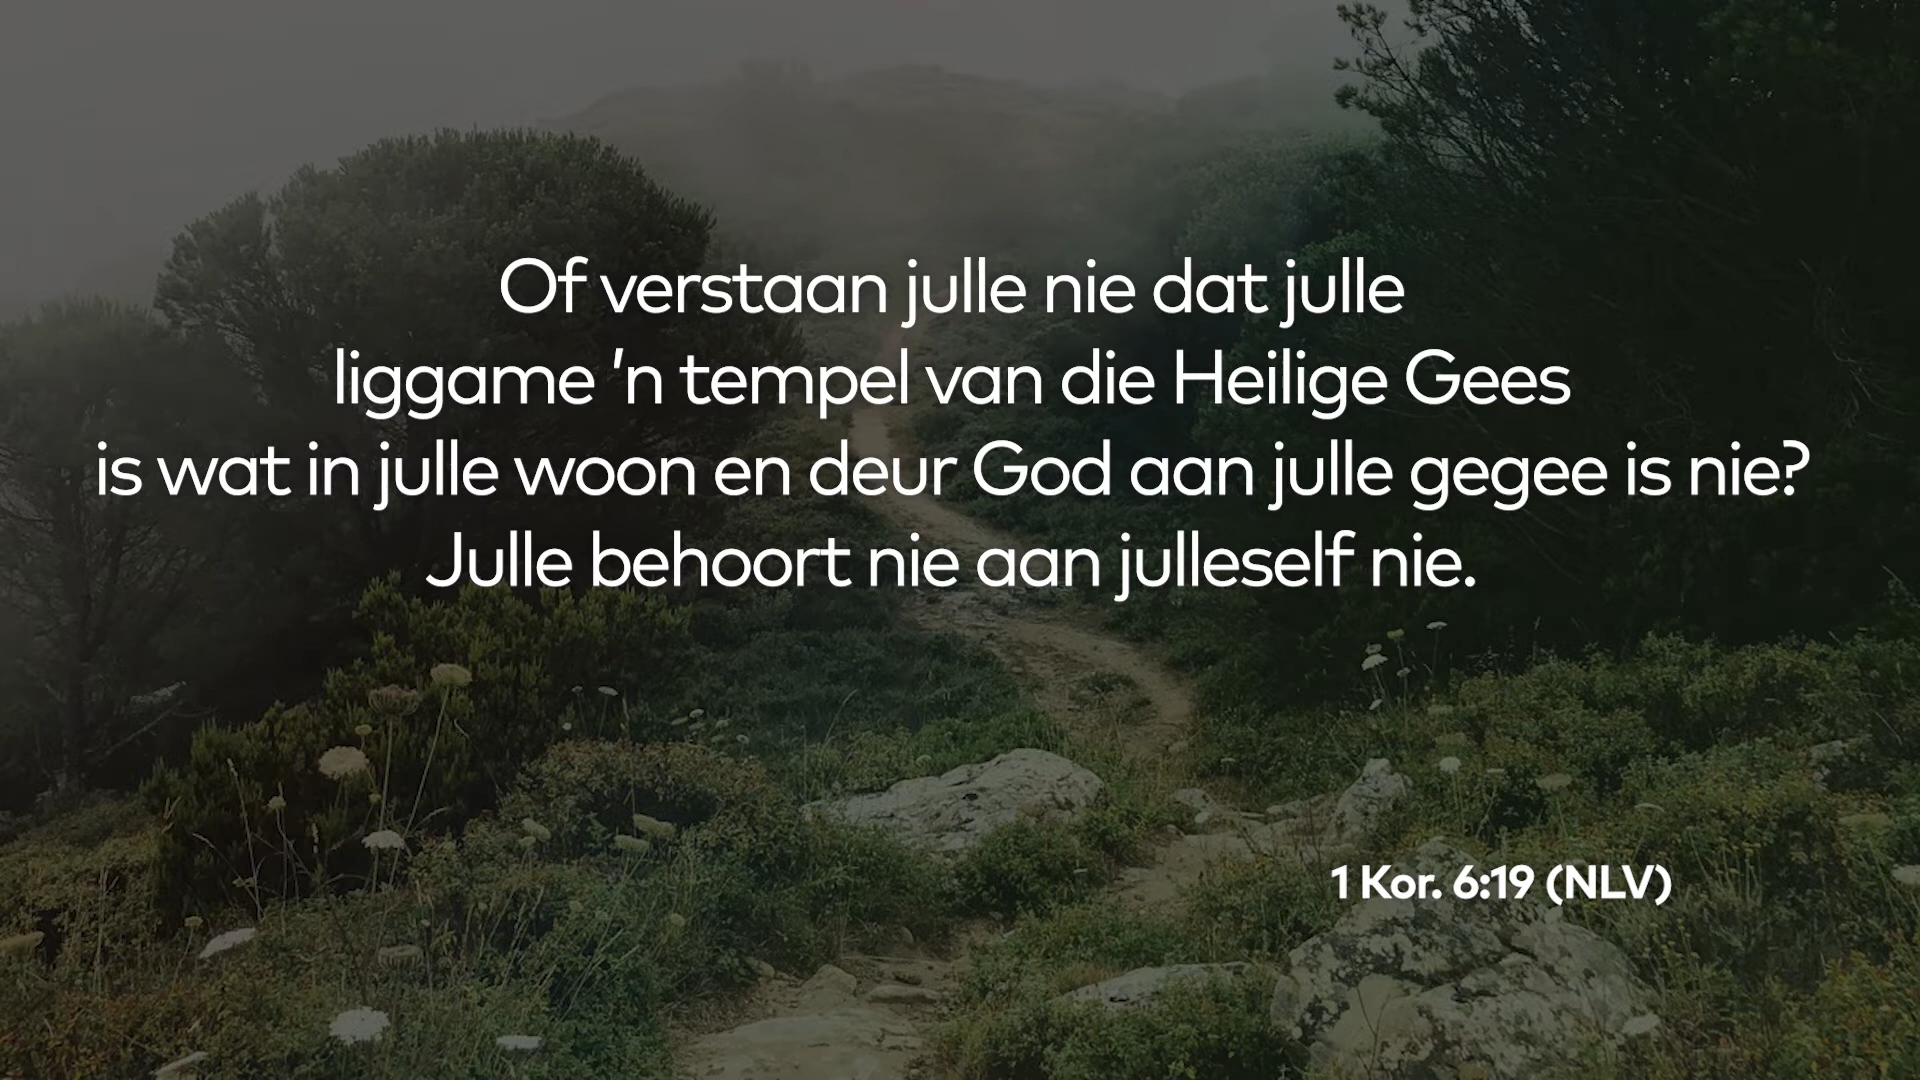 Of verstaan julle nie dat julle
liggame 'n tempel van die Heilige Gees
is wat in julle woon en deur God aan julle gegee is nie?
Julle behoort nie aan julleself nie.
1 Kor. 6:19 (NLV)